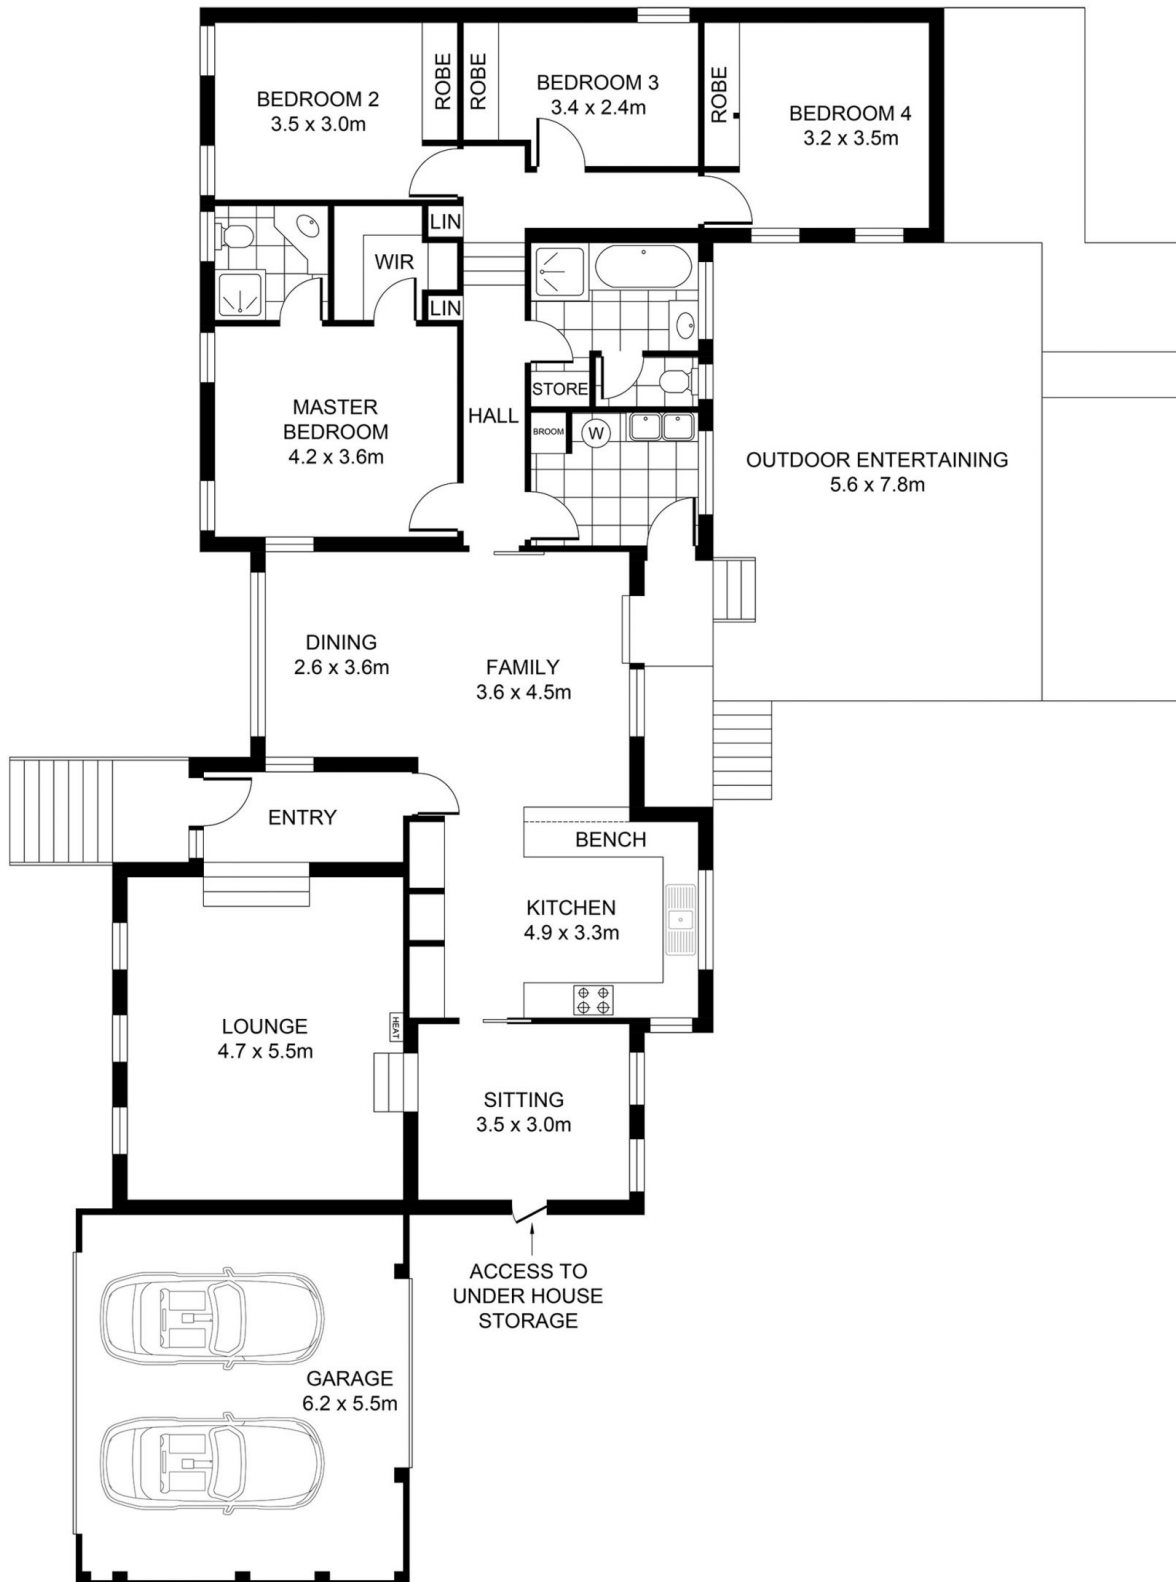 BEDROOM 2
3.5 x 3.0m
ROBE
ROBE
BEDROOM 3
3.4 x 2.4m
ROBE
BEDROOM 4
3.2 x 3.5m
LIN
WIR
LIN
MASTER
BEDROOM
4.2 x 3.6m
HALL
STORE
BROOM
W
OUTDOOR ENTERTAINING
5.6 x 7.8m
DINING
2.6 x 3.6m
FAMILY
3.6 x 4.5m
ENTRY
BENCH
KITCHEN
4.9 x 3.3m
LOUNGE
4.7 x 5.5m
HEAT
SITTING
3.5 x 3.0m
ACCESS TO
UNDER HOUSE
STORAGE
GARAGE
6.2 x 5.5m